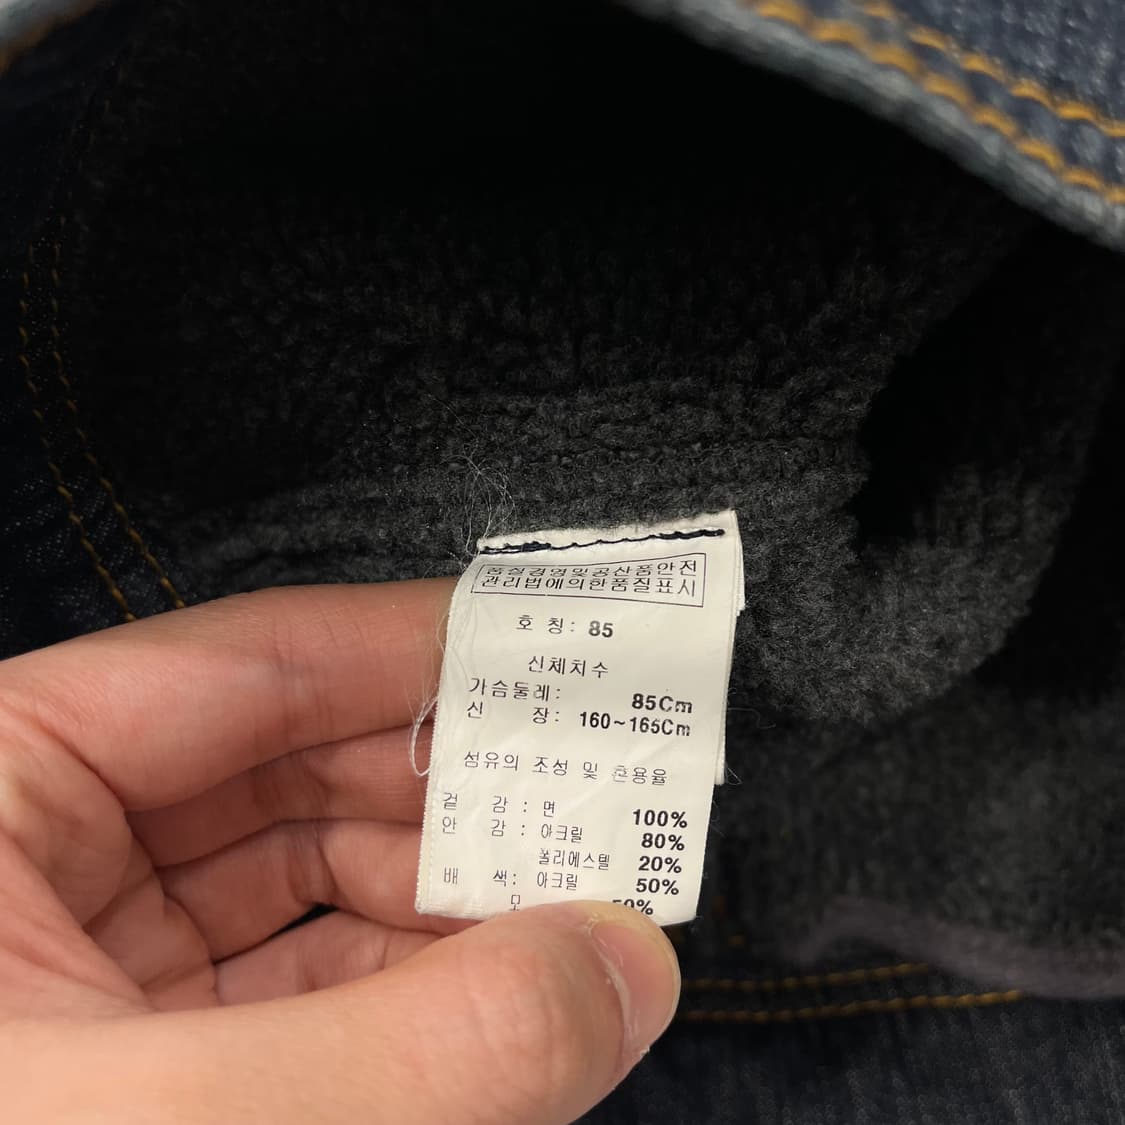 품질경영및공산품안전
관리법에의한품질표시
호 칭: 85
신체치수
가슴둘레: 85Cm
신 장: 160~165Cm
섬유의 조성 및 혼용율
겉 감: 면 100%
안 감: 아크릴 80%
폴리에스텔 20%
배 색: 아크릴 50%
모 50%